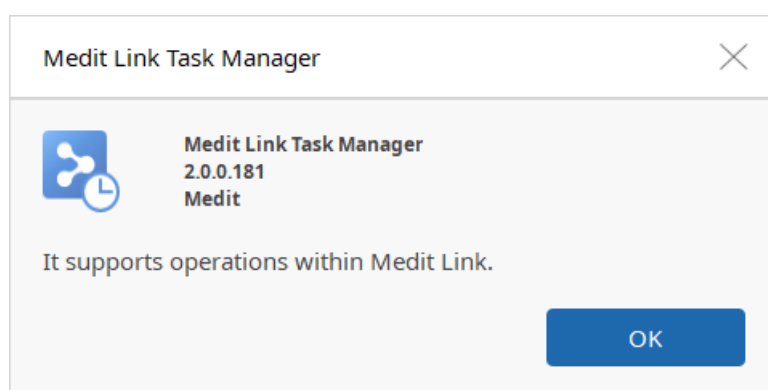 Medit Link Task Manager
Medit Link Task Manager
2.0.0.181
Medit
It supports operations within Medit Link.
OK